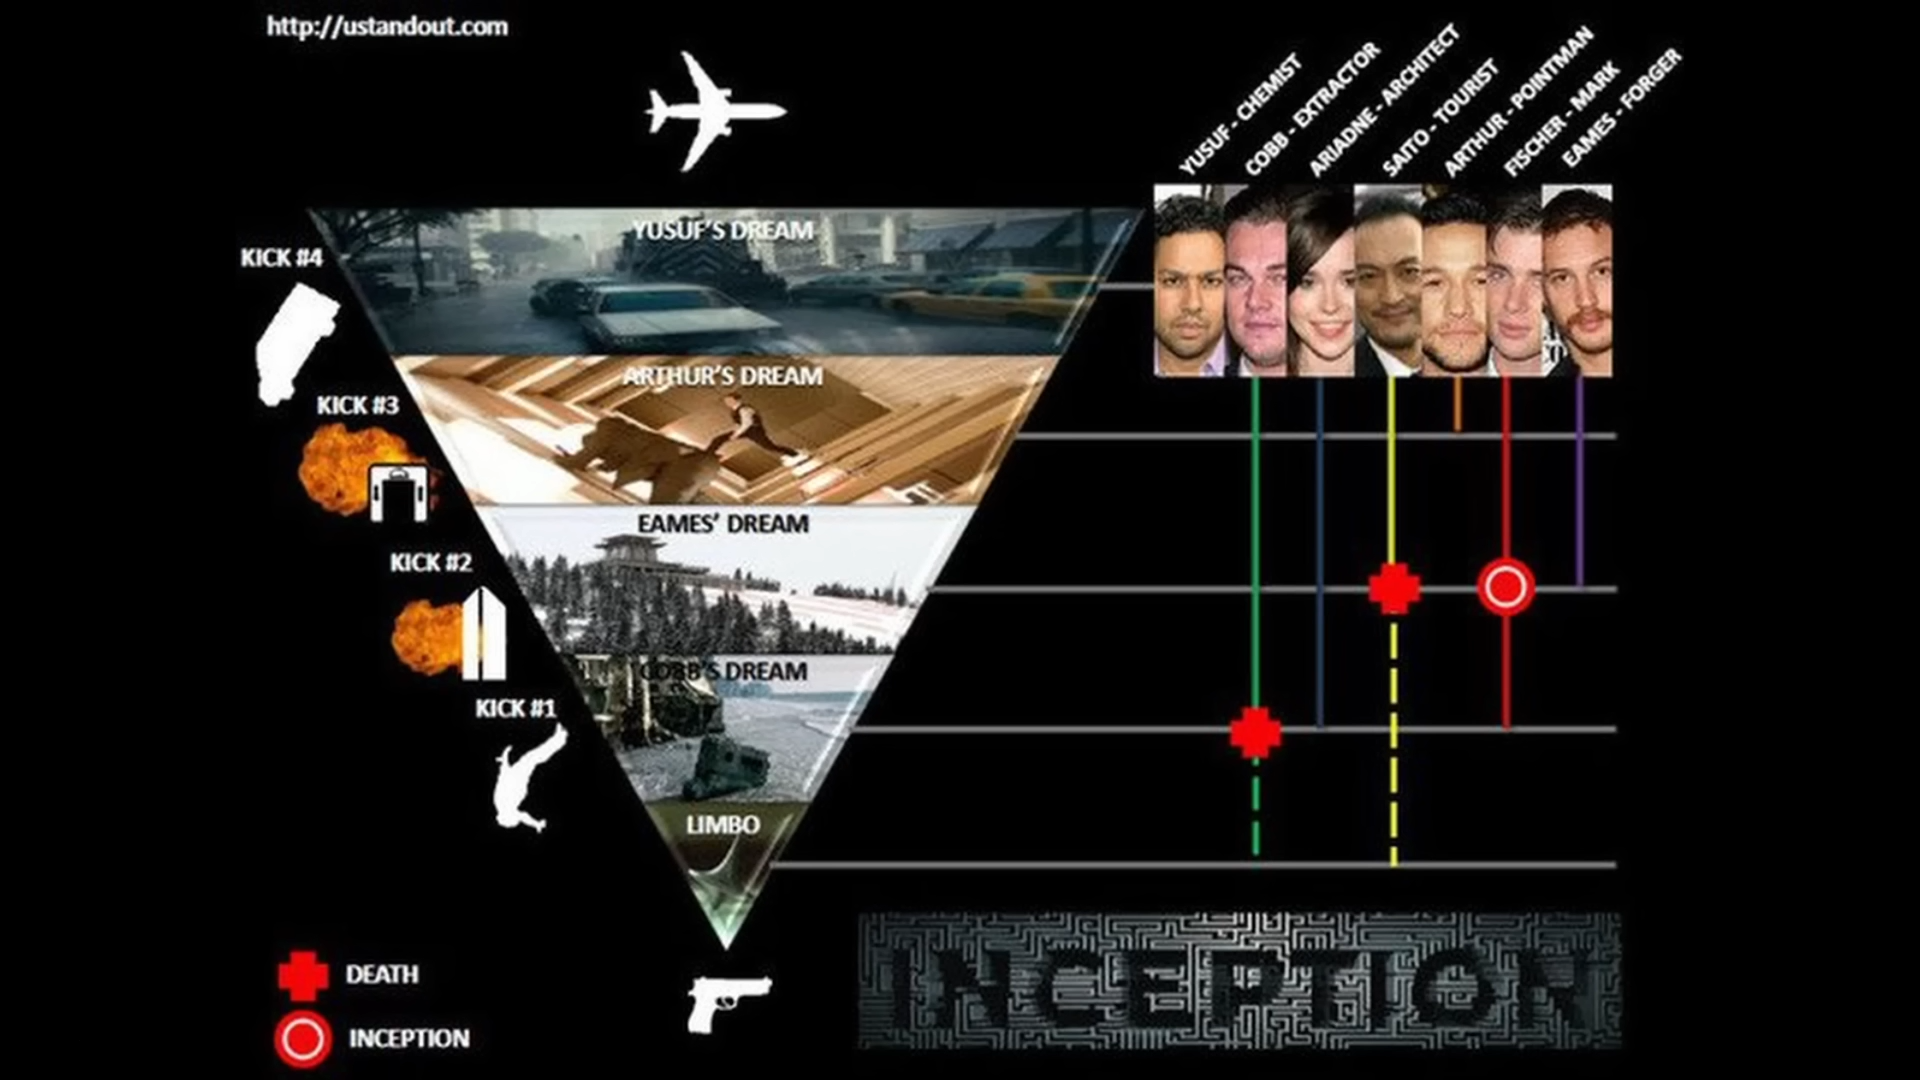 http://ustandout.com
YUSUF - CHEMIST
COBB - EXTRACTOR
ARIADNE - ARCHITECT
SAITO - TOURIST
ARTHUR - POINTMAN
FISCHER - MARK
EAMES - FORGER
YUSUF'S DREAM
KICK #4
ARTHUR'S DREAM
KICK #3
EAMES' DREAM
KICK #2
COBB'S DREAM
KICK #1
LIMBO
DEATH
INCEPTION
INCEPTION